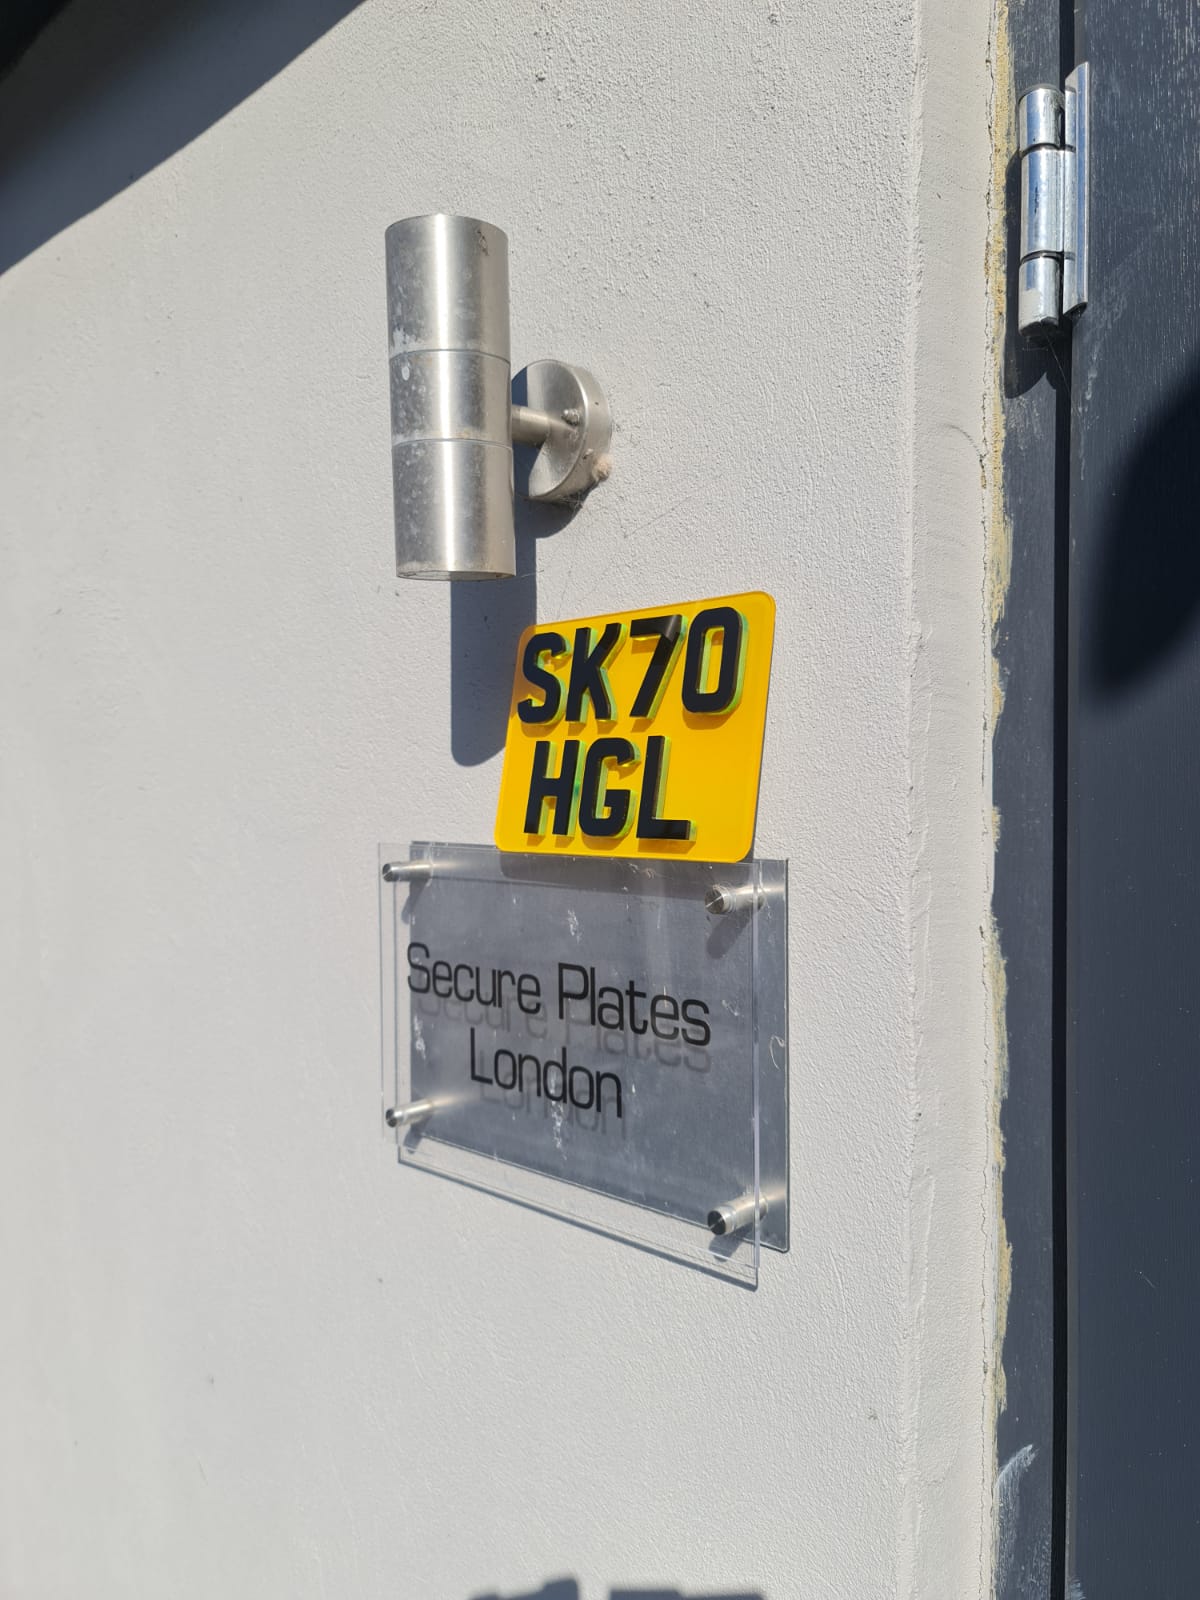 SK70
HGL
Secure Plates
London